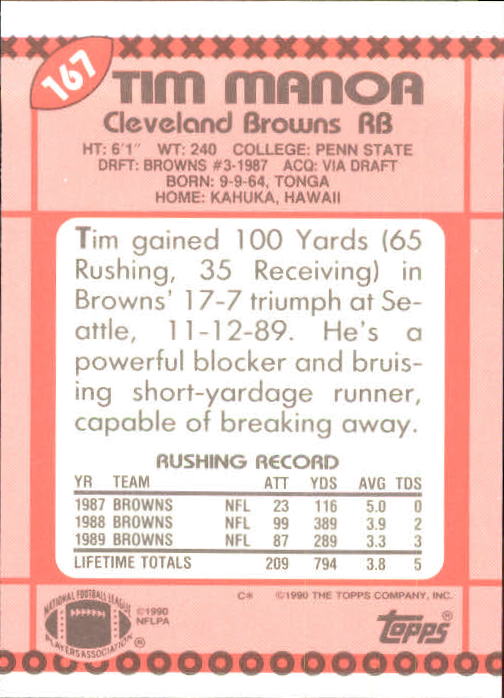 167
TIM MANOA
Cleveland Browns RB
HT: 6'1" WT: 240 COLLEGE: PENN STATE
DRFT: BROWNS #3-1987 ACQ: VIA DRAFT
BORN: 9-9-64, TONGA
HOME: KAHUKA, HAWAII
Tim gained 100 Yards (65
Rushing, 35 Receiving) in
Browns' 17-7 triumph at Se-
attle, 11-12-89. He's a
powerful blocker and bruis-
ing short-yardage runner,
capable of breaking away.
RUSHING RECORD
YR TEAM ATT YDS AVG TDS
1987 BROWNS NFL 23 116 5.0 0
1988 BROWNS NFL 99 389 3.9 2
1989 BROWNS NFL 87 289 3.3 3
LIFETIME TOTALS 209 794 3.8 5
C* ©1990 THE TOPPS COMPANY, INC.
NATIONAL FOOTBALL LEAGUE
PLAYERS ASSOCIATION ®
©1990
NFLPA
topps®